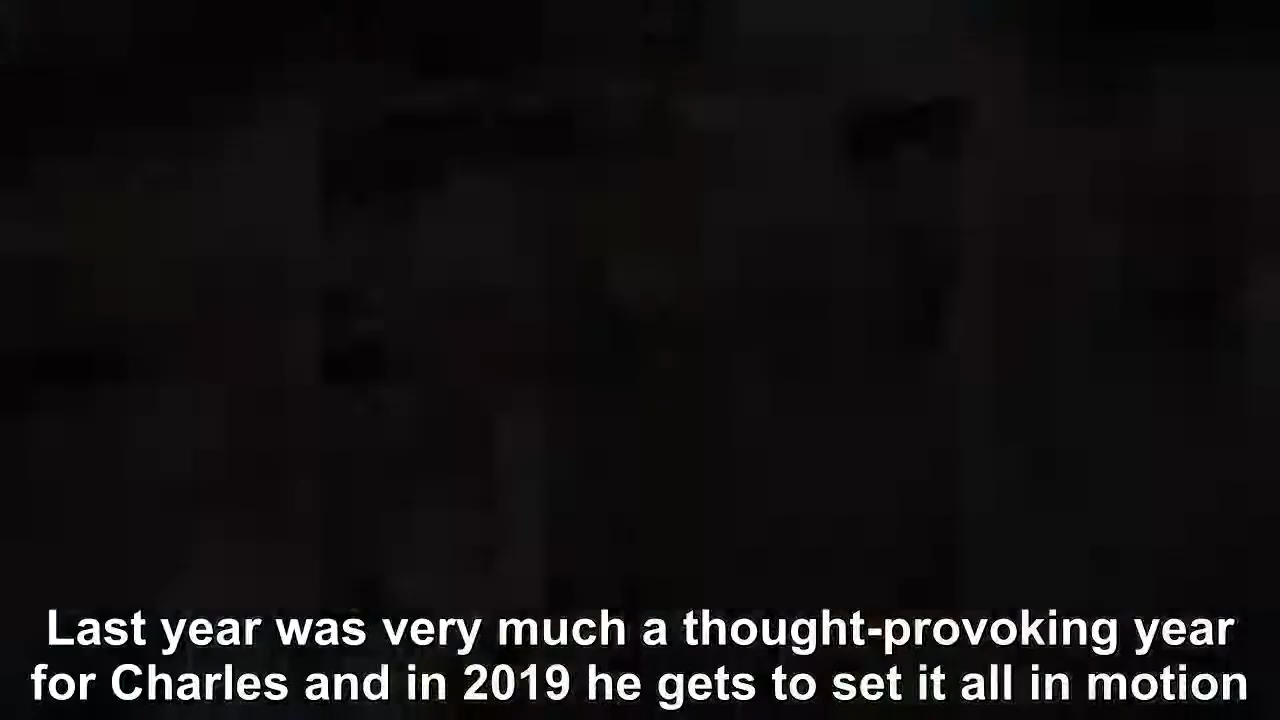 Last year was very much a thought-provoking year
for Charles and in 2019 he gets to set it all in motion